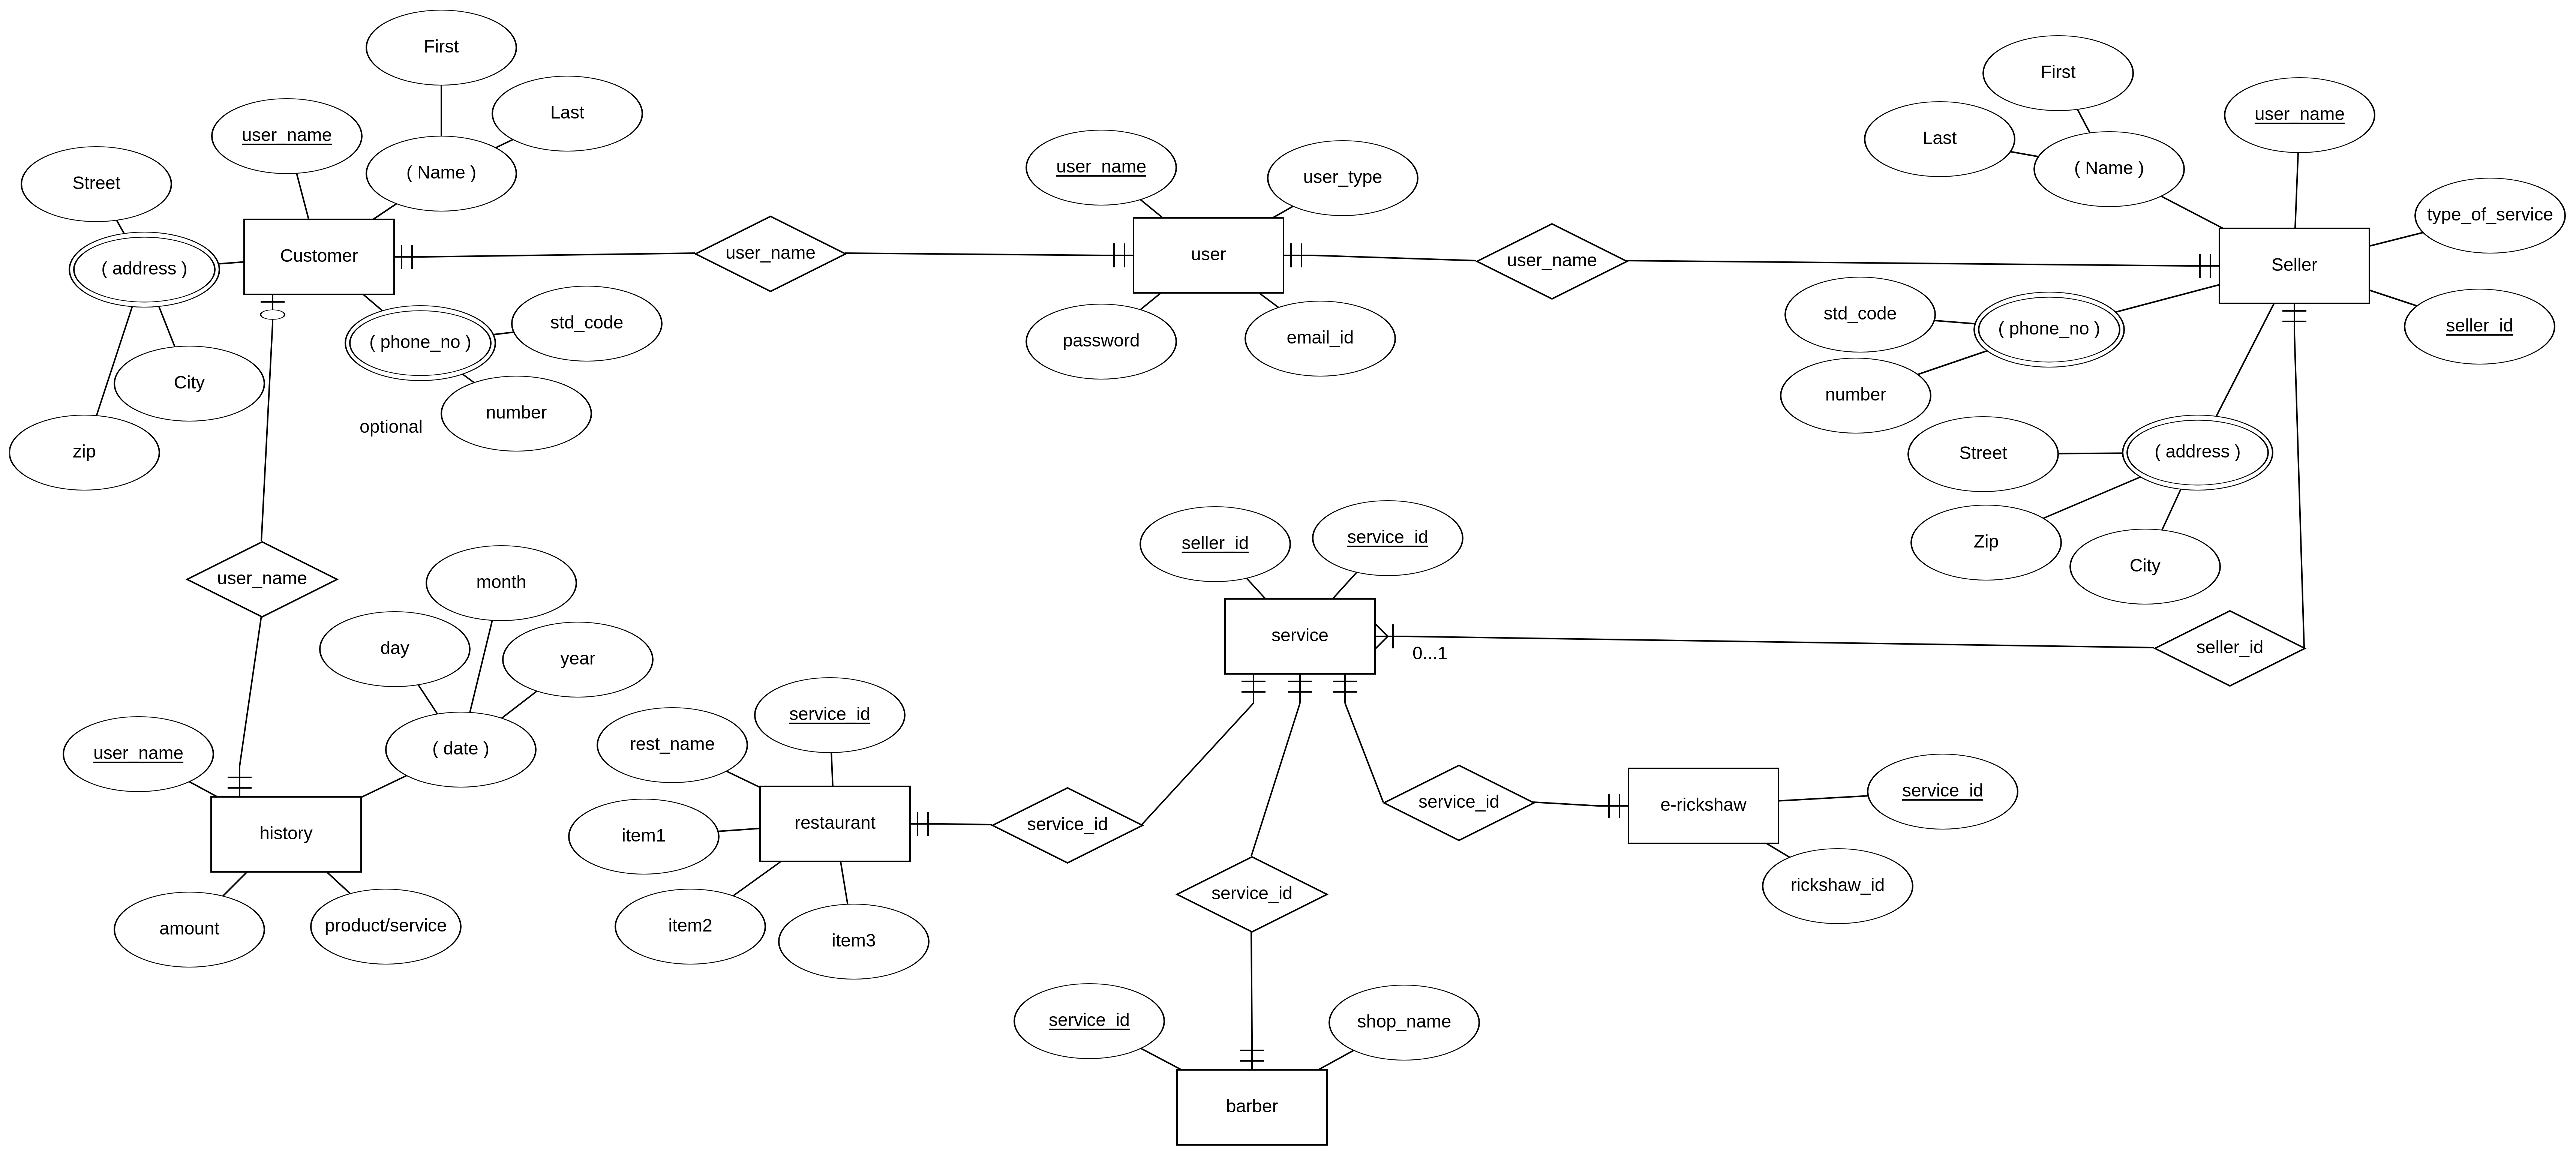 First
Last
user_name
( Name )
Street
( address )
Customer
City
zip
( phone_no )
std_code
number
optional
user_name
user_name
user_type
user
password
email_id
user_name
First
Last
( Name )
user_name
type_of_service
Seller
seller_id
std_code
( phone_no )
number
Street
( address )
Zip
City
seller_id
user_name
month
day
year
( date )
user_name
history
amount
product/service
seller_id
service_id
service
0...1
rest_name
service_id
item1
restaurant
item2
item3
service_id
service_id
service_id
e-rickshaw
service_id
rickshaw_id
service_id
shop_name
barber